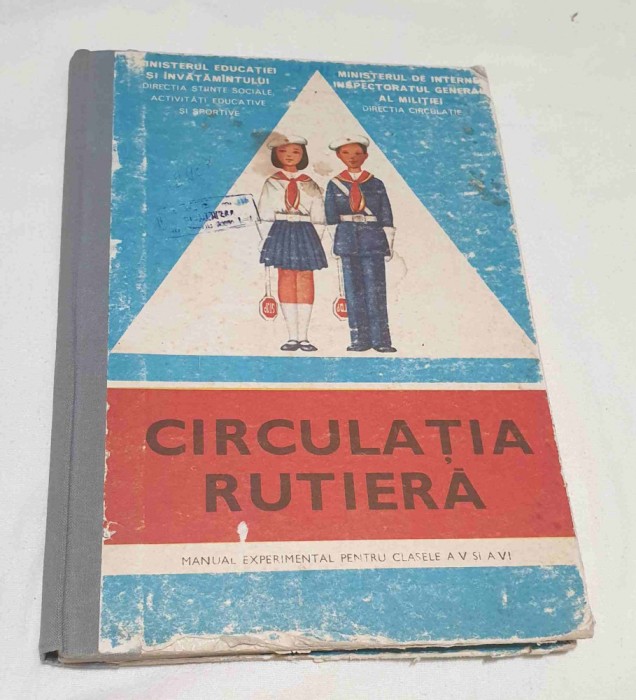 MINISTERUL EDUCAȚIEI
ȘI ÎNVĂȚĂMÎNTULUI
DIRECȚIA ȘTIINȚE SOCIALE,
ACTIVITĂȚI EDUCATIVE
ȘI SPORTIVE
MINISTERUL DE INTERNE
INSPECTORATUL GENERAL
AL MILIȚIEI
DIRECȚIA CIRCULAȚIE
CIRCULAȚIA
RUTIERĂ
MANUAL EXPERIMENTAL PENTRU CLASELE A V ȘI A VI